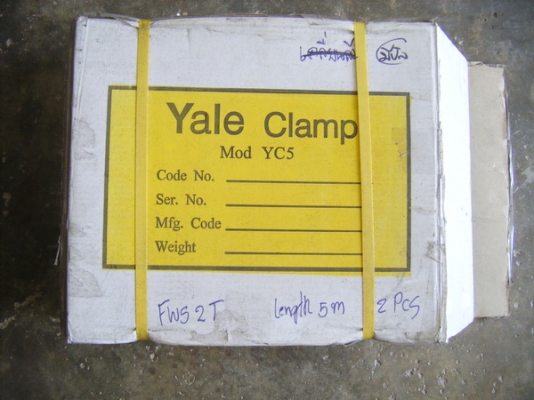 Yale Clamp
Mod YC5
Code No.
Ser. No.
Mfg. Code
Weight
FWS 2T Length 5m 2 PCS